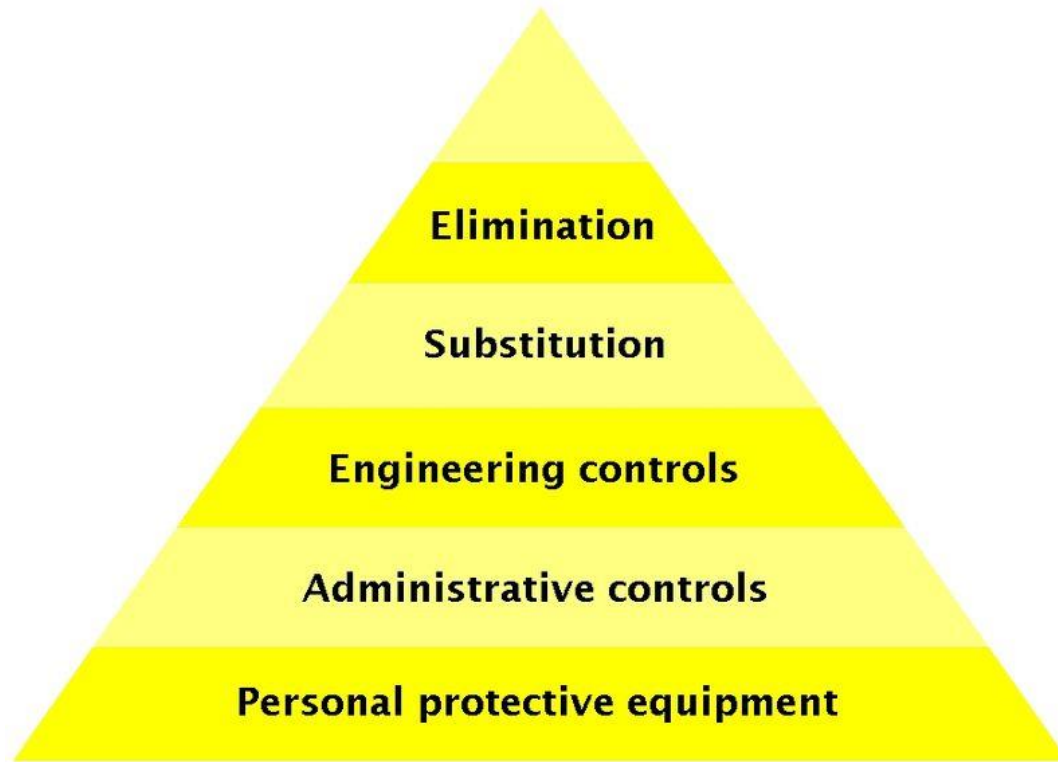 Elimination
Substitution
Engineering controls
Administrative controls
Personal protective equipment